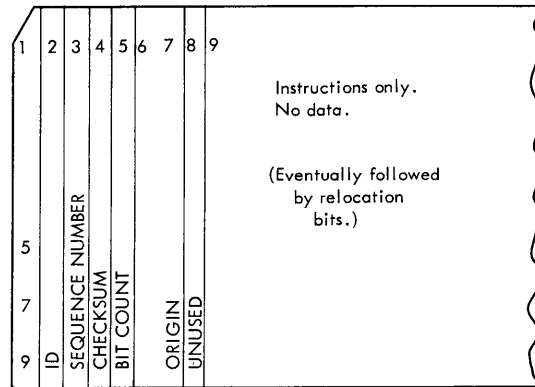 1 2 3 4 5 6 7 8 9
Instructions only.
No data.
(Eventually followed
by relocation
bits.)
5
7
9
ID
SEQUENCE NUMBER
CHECKSUM
BIT COUNT
ORIGIN
UNUSED